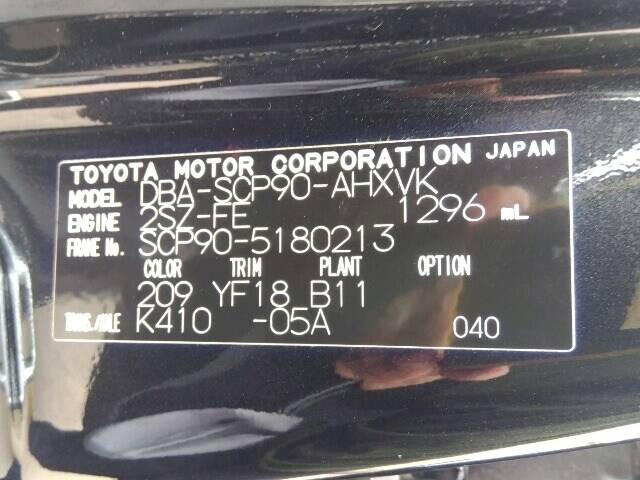 TOYOTA MOTOR CORPORATION JAPAN
MODEL DBA-SCP90-AHXVK
ENGINE 2SZ-FE 1296 mL
FRAME No. SCP90-5180213
COLOR TRIM PLANT OPTION
209 YF18 B11
TRANS./AXLE K410 -05A 040